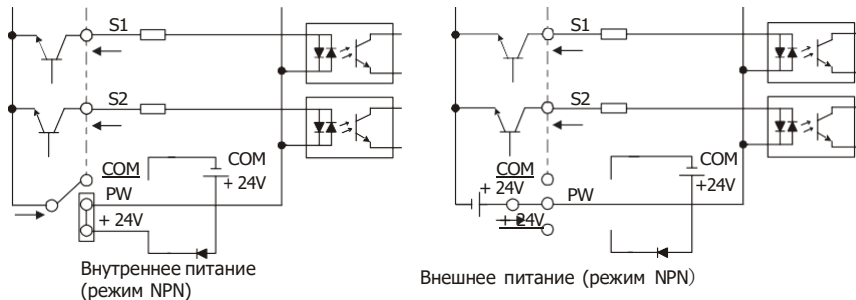 S1
S2
COM
COM
+ 24V
PW
+ 24V
Внутреннее питание
(режим NPN)
S1
S2
COM
COM
+ 24V
+24V
PW
+ 24V
Внешнее питание (режим NPN)